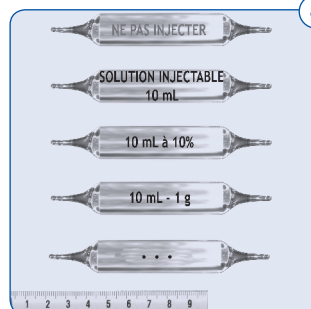 NE PAS INJECTER
SOLUTION INJECTABLE
10 mL
10 mL à 10%
10 mL - 1 g
• • •
1 2 3 4 5 6 7 8 9